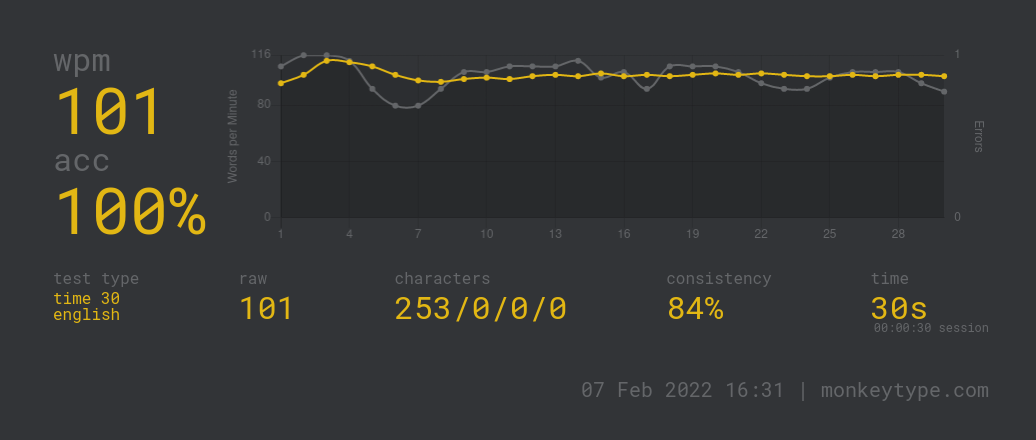 wpm
101
acc
100%
116
80
40
0
Words per Minute
1
0
Errors
1 4 7 10 13 16 19 22 25 28
test type
time 30
english
raw
101
characters
253/0/0/0
consistency
84%
time
30s
00:00:30 session
07 Feb 2022 16:31 | monkeytype.com